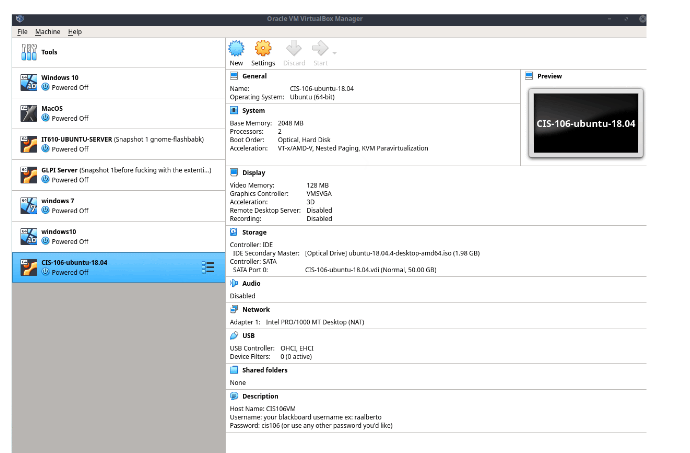 Oracle VM VirtualBox Manager
File Machine Help
Tools
Windows 10
Powered Off
MacOS
Powered Off
IT610-UBUNTU-SERVER (Snapshot 1 gnome-flashbabk)
Powered Off
GLPI Server (Snapshot 1before fucking with the extenti...)
Powered Off
windows 7
Powered Off
windows10
Powered Off
CIS-106-ubuntu-18.04
Powered Off
New Settings Discard Start
General
Name: CIS-106-ubuntu-18.04
Operating System: Ubuntu (64-bit)
Preview
CIS-106-ubuntu-18.04
System
Base Memory: 2048 MB
Processors: 2
Boot Order: Optical, Hard Disk
Acceleration: VT-x/AMD-V, Nested Paging, KVM Paravirtualization
Display
Video Memory: 128 MB
Graphics Controller: VMSVGA
Acceleration: 3D
Remote Desktop Server: Disabled
Recording: Disabled
Storage
Controller: IDE
IDE Secondary Master: [Optical Drive] ubuntu-18.04.4-desktop-amd64.iso (1.98 GB)
Controller: SATA
SATA Port 0: CIS-106-ubuntu-18.04.vdi (Normal, 50.00 GB)
Audio
Disabled
Network
Adapter 1: Intel PRO/1000 MT Desktop (NAT)
USB
USB Controller: OHCI, EHCI
Device Filters: 0 (0 active)
Shared folders
None
Description
Host Name: CIS106VM
Username: your blackboard username ex: raalberto
Password: cis106 (or use any other password you'd like)